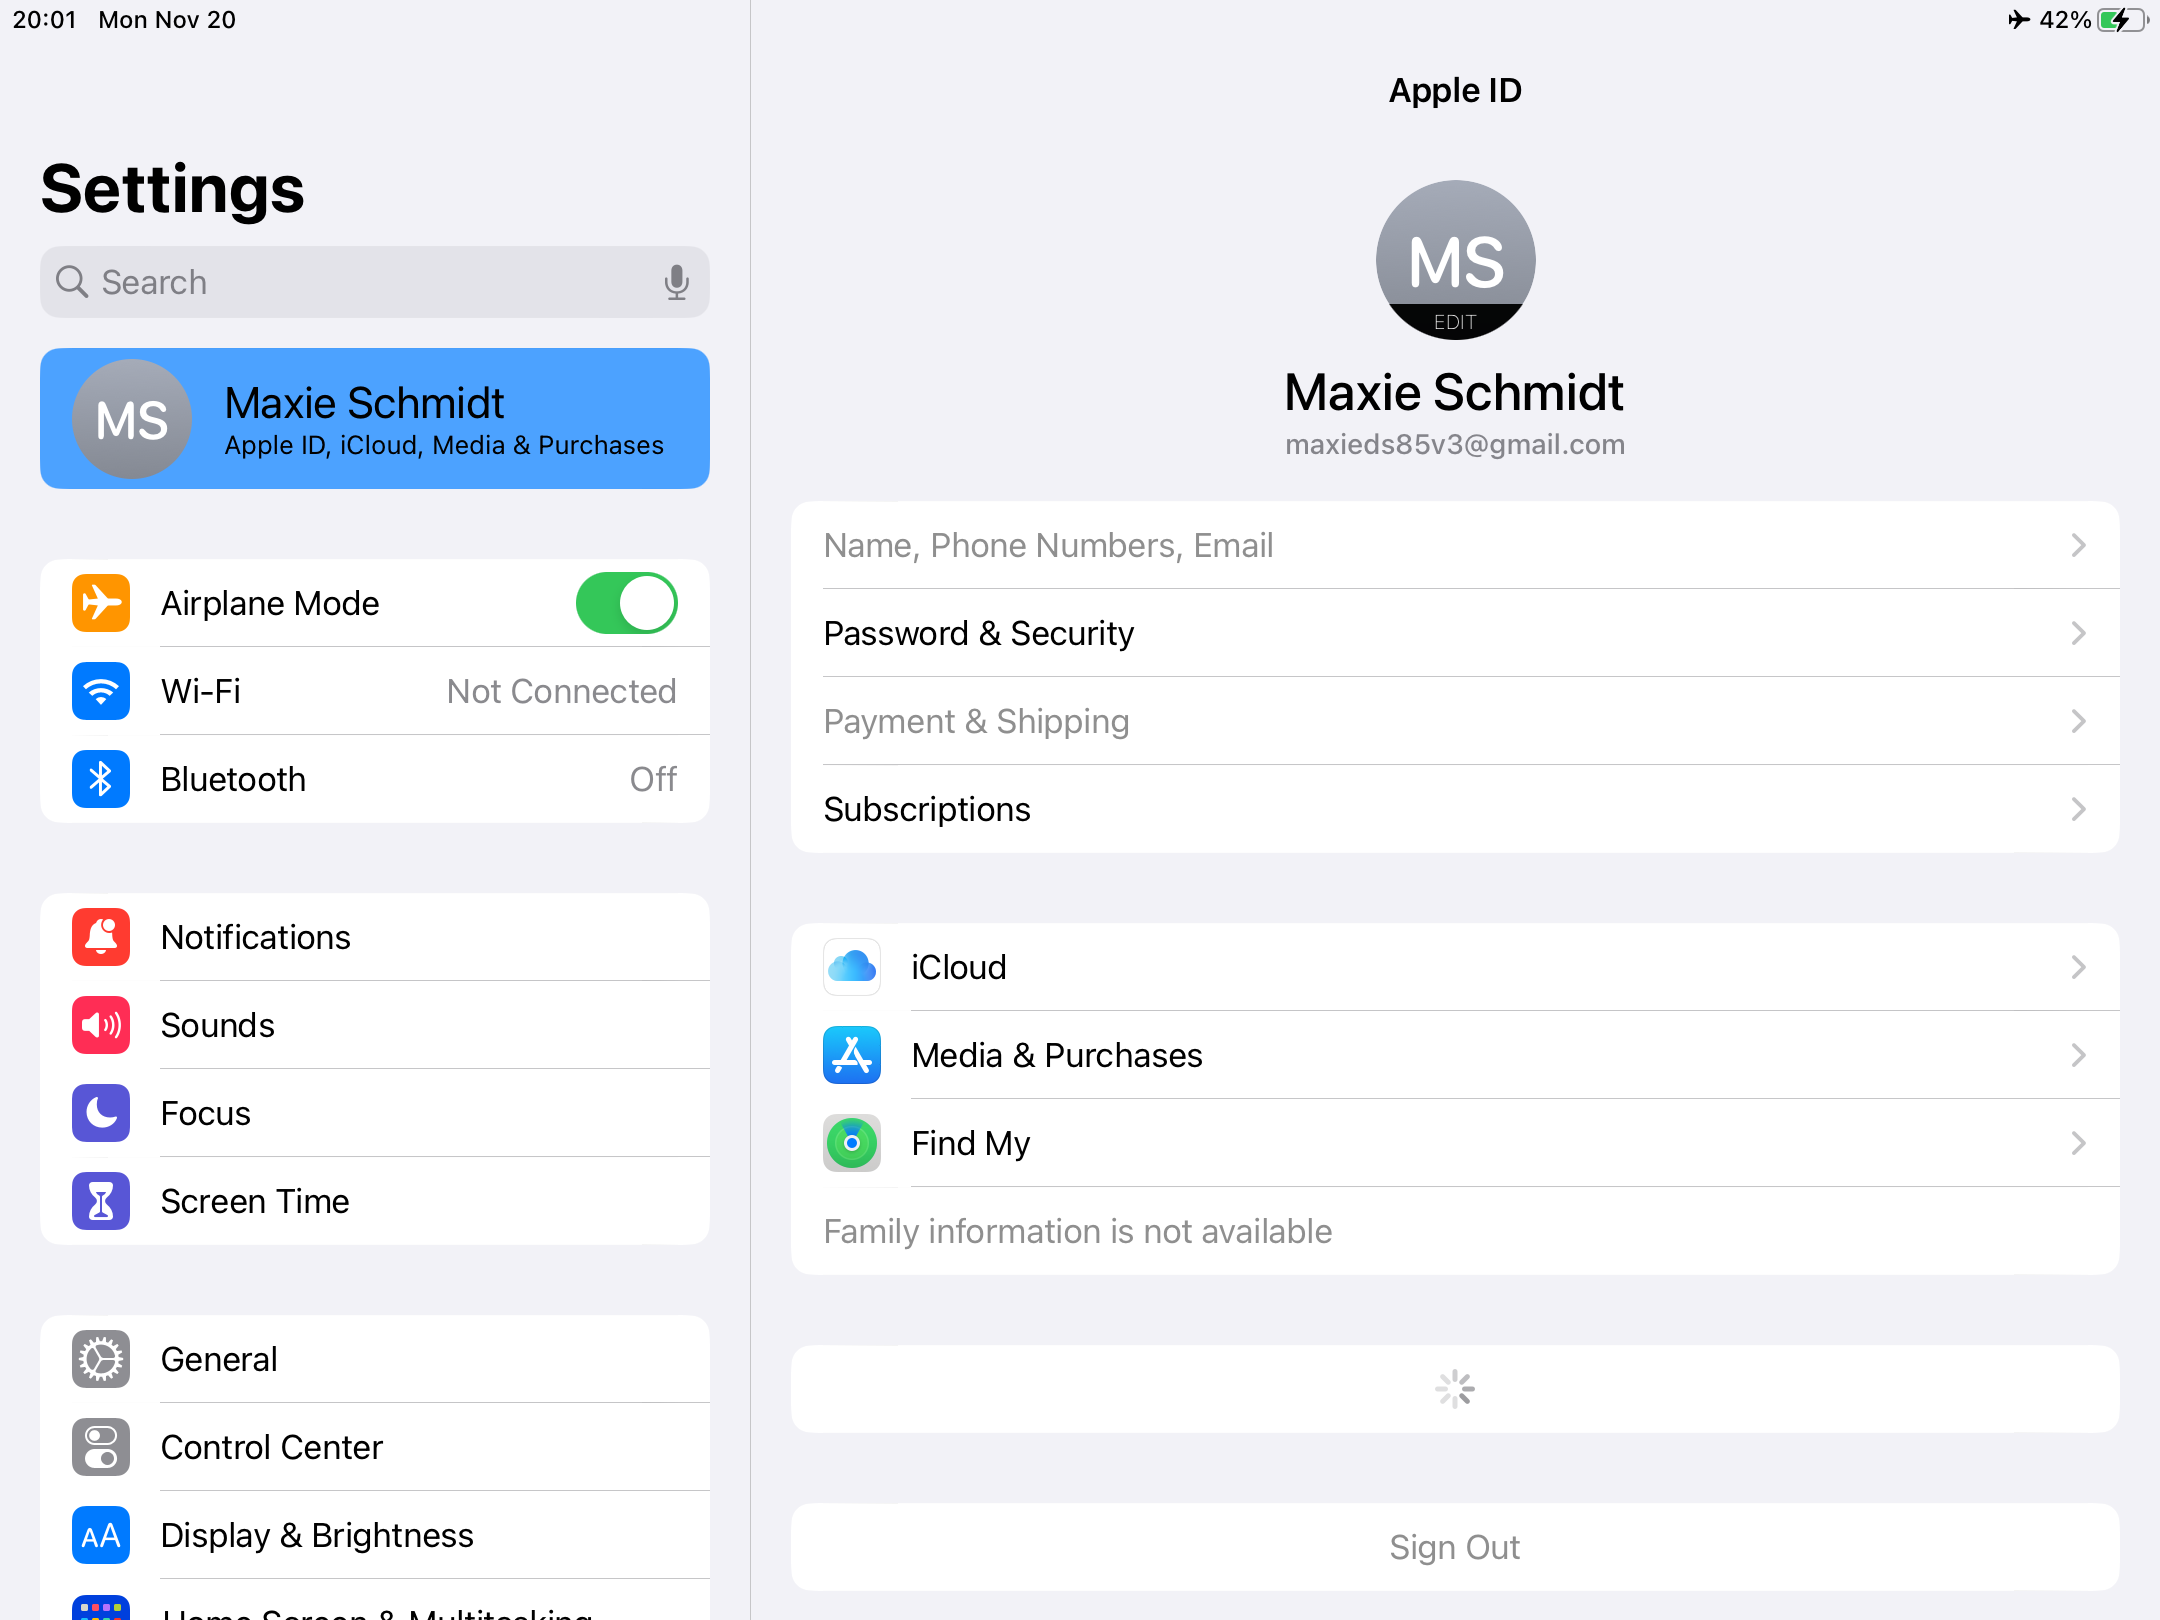 20:01 Mon Nov 20
42%
Settings
Search
MS
Maxie Schmidt
Apple ID, iCloud, Media & Purchases
Airplane Mode
Wi-Fi Not Connected
Bluetooth Off
Notifications
Sounds
Focus
Screen Time
General
Control Center
AA
Display & Brightness
Home Screen & Multitasking
Apple ID
MS
EDIT
Maxie Schmidt
maxieds85v3@gmail.com
Name, Phone Numbers, Email
Password & Security
Payment & Shipping
Subscriptions
iCloud
Media & Purchases
Find My
Family information is not available
Sign Out